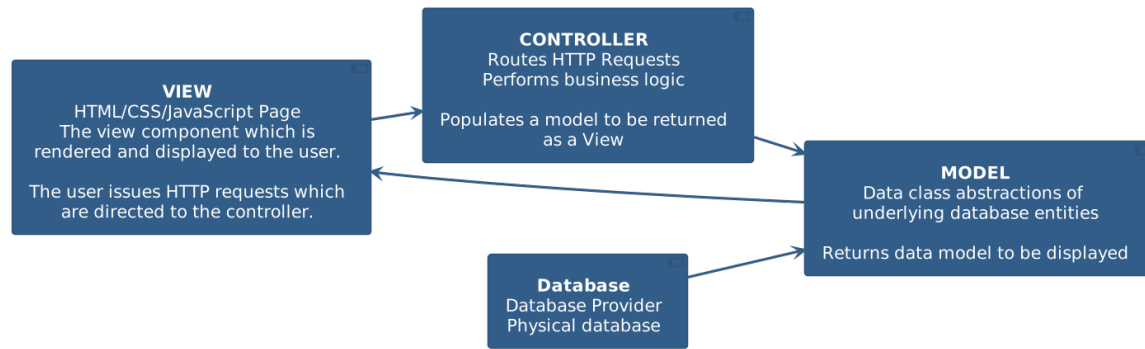 VIEW
HTML/CSS/JavaScript Page
The view component which is
rendered and displayed to the user.
The user issues HTTP requests which
are directed to the controller.
CONTROLLER
Routes HTTP Requests
Performs business logic
Populates a model to be returned
as a View
MODEL
Data class abstractions of
underlying database entities
Returns data model to be displayed
Database
Database Provider
Physical database